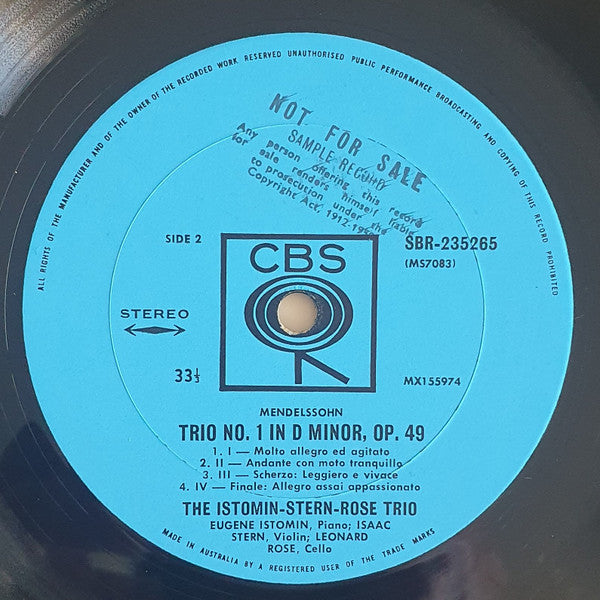 ALL RIGHTS OF THE MANUFACTURER AND OF THE OWNER OF THE RECORDED WORK RESERVED UNAUTHORISED PUBLIC PERFORMANCE BROADCASTING AND COPYING OF THIS RECORD PROHIBITED
NOT FOR SALE
SAMPLE RECORD
Any person offering this record
for sale renders himself liable
to prosecution under the
Copyright Act, 1912-19
SIDE 2
CBS
SBR-235265
(MS7083)
STEREO
33⅓
MX155974
MENDELSSOHN
TRIO NO. 1 IN D MINOR, OP. 49
1. I — Molto allegro ed agitato
2. II — Andante con moto tranquillo
3. III — Scherzo: Leggiero e vivace
4. IV — Finale: Allegro assai appassionato
THE ISTOMIN-STERN-ROSE TRIO
EUGENE ISTOMIN, Piano; ISAAC
STERN, Violin; LEONARD
ROSE, Cello
MADE IN AUSTRALIA BY A REGISTERED USER OF THE TRADE MARKS